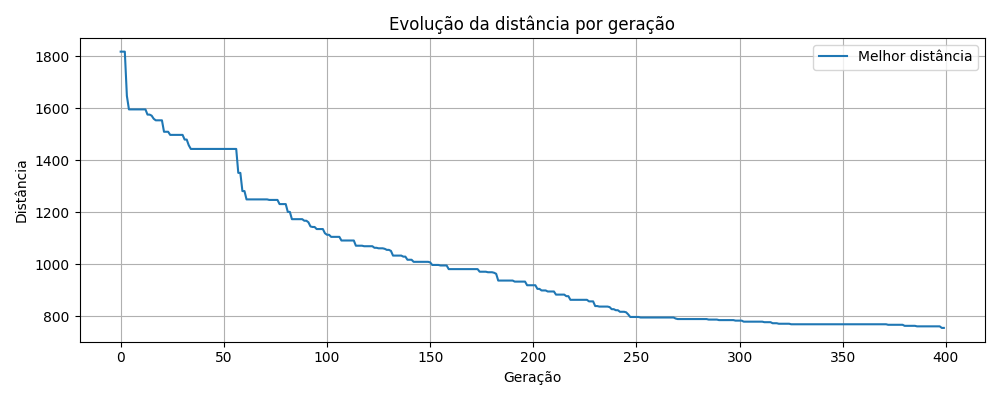 Evolução da distância por geração
Melhor distância
Distância
1800
1600
1400
1200
1000
800
0 50 100 150 200 250 300 350 400
Geração